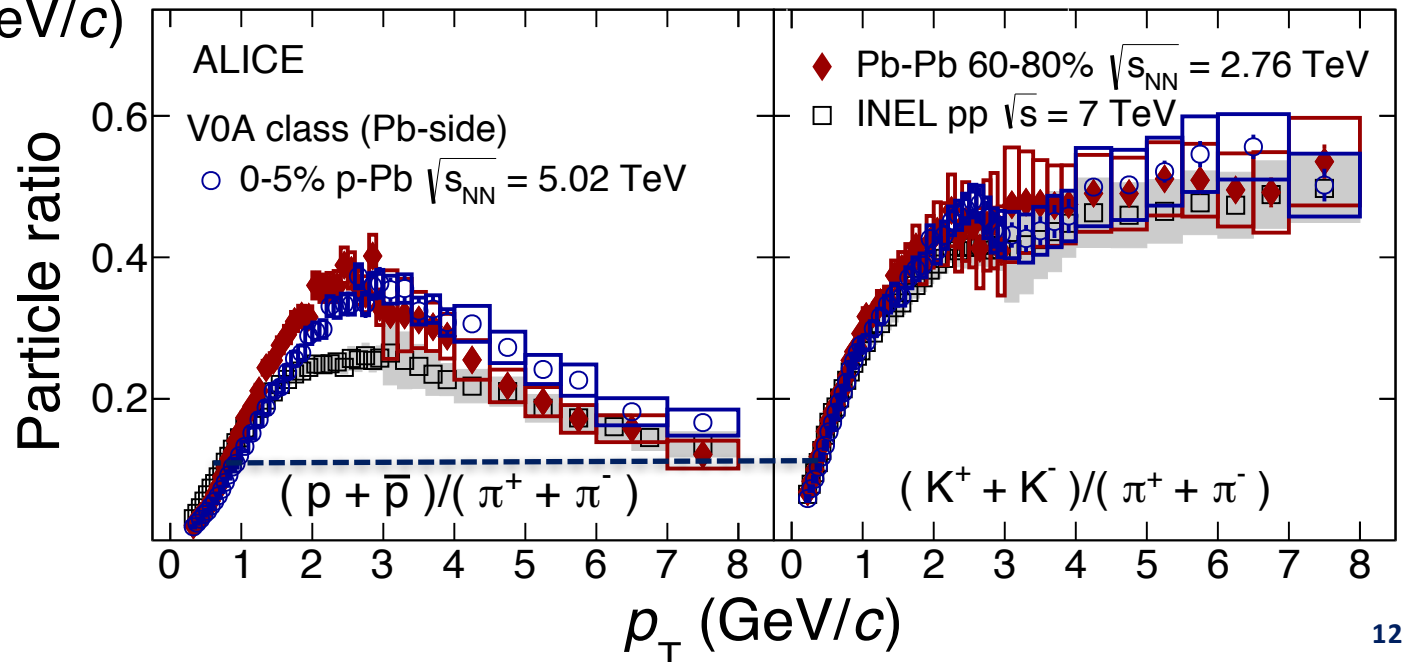 eV/c)
ALICE
V0A class (Pb-side)
0-5% p-Pb √sNN = 5.02 TeV
Pb-Pb 60-80% √sNN = 2.76 TeV
INEL pp √s = 7 TeV
Particle ratio
0.6
0.4
0.2
( p + p̅ )/( π+ + π- )
( K+ + K- )/( π+ + π- )
0 1 2 3 4 5 6 7 8
0 1 2 3 4 5 6 7 8
pT (GeV/c)
12